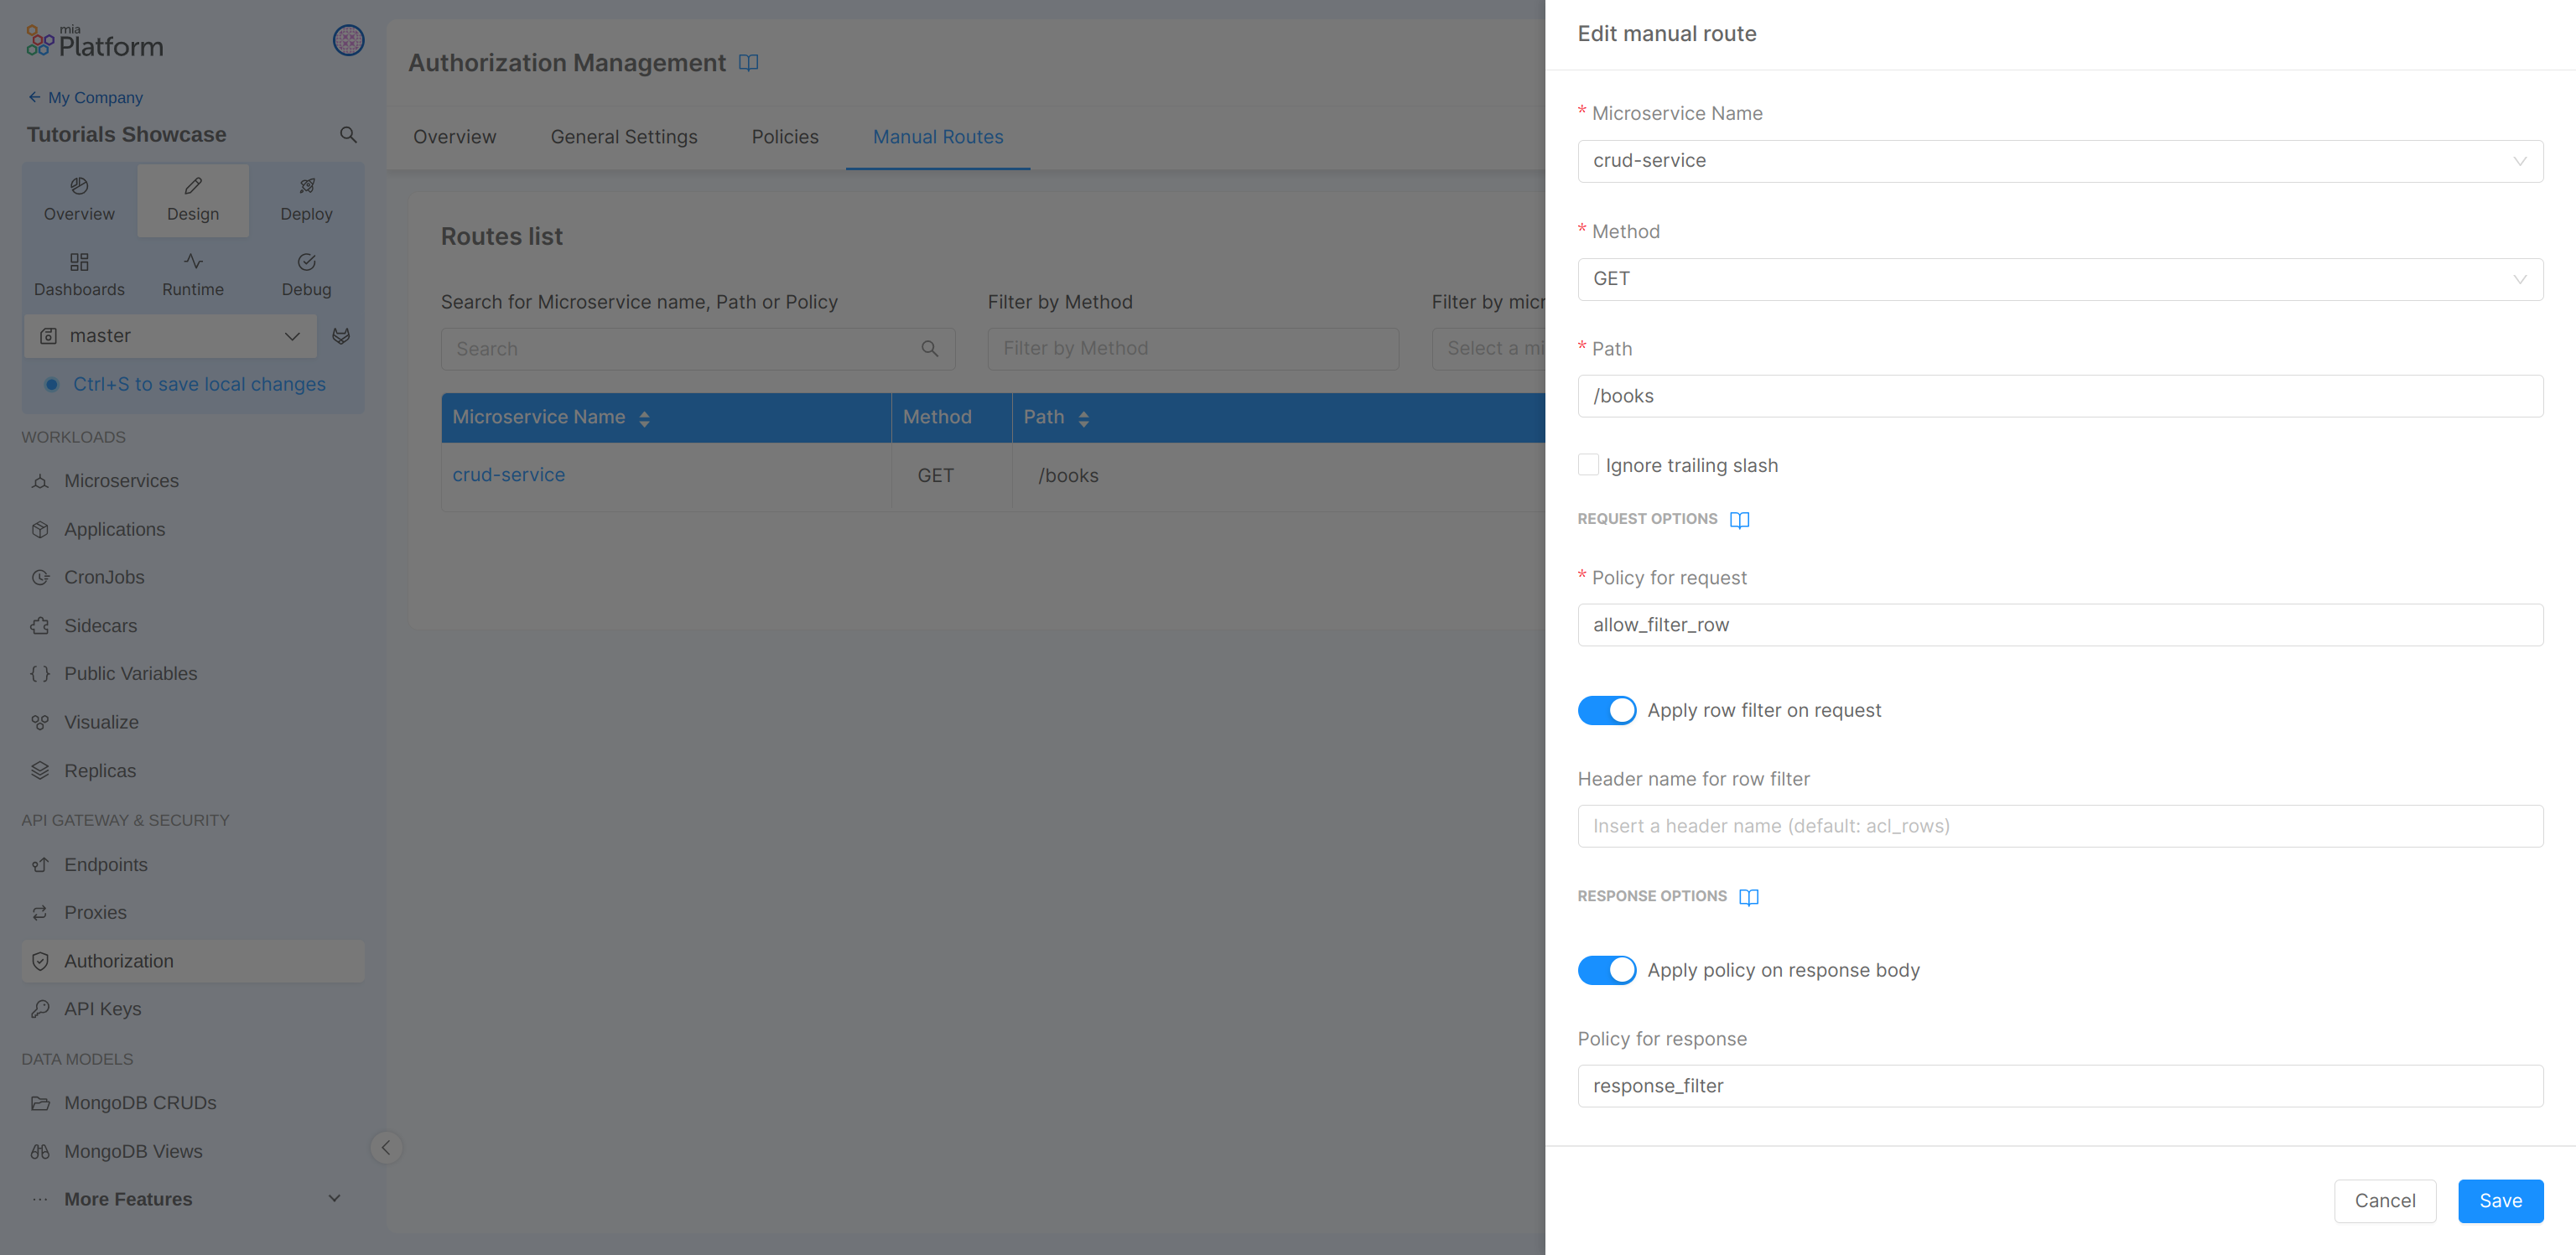 mia
Platform
My Company
Tutorials Showcase
Overview
Design
Deploy
Dashboards
Runtime
Debug
master
Ctrl+S to save local changes
WORKLOADS
Microservices
Applications
CronJobs
Sidecars
Public Variables
Visualize
Replicas
API GATEWAY & SECURITY
Endpoints
Proxies
Authorization
API Keys
DATA MODELS
MongoDB CRUDs
MongoDB Views
More Features
Authorization Management
Overview General Settings Policies Manual Routes
Routes list
Search for Microservice name, Path or Policy Filter by Method Filter by micr
Search Filter by Method Select a mi
Microservice Name Method Path
crud-service GET /books
Edit manual route
* Microservice Name
crud-service
* Method
GET
* Path
/books
Ignore trailing slash
REQUEST OPTIONS
* Policy for request
allow_filter_row
Apply row filter on request
Header name for row filter
Insert a header name (default: acl_rows)
RESPONSE OPTIONS
Apply policy on response body
Policy for response
response_filter
Cancel Save